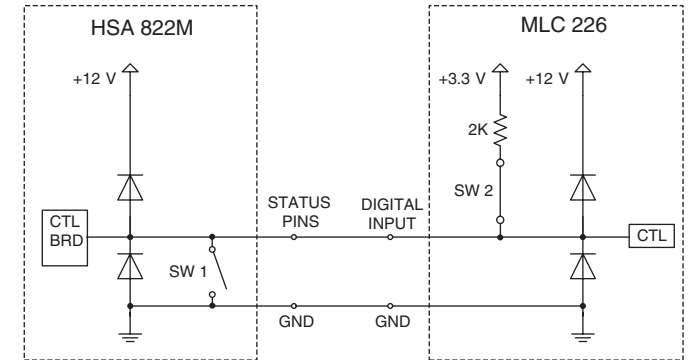 HSA 822M
MLC 226
+12 V
+3.3 V
+12 V
2K
SW 2
STATUS
PINS
DIGITAL
INPUT
CTL
BRD
CTL
SW 1
GND
GND